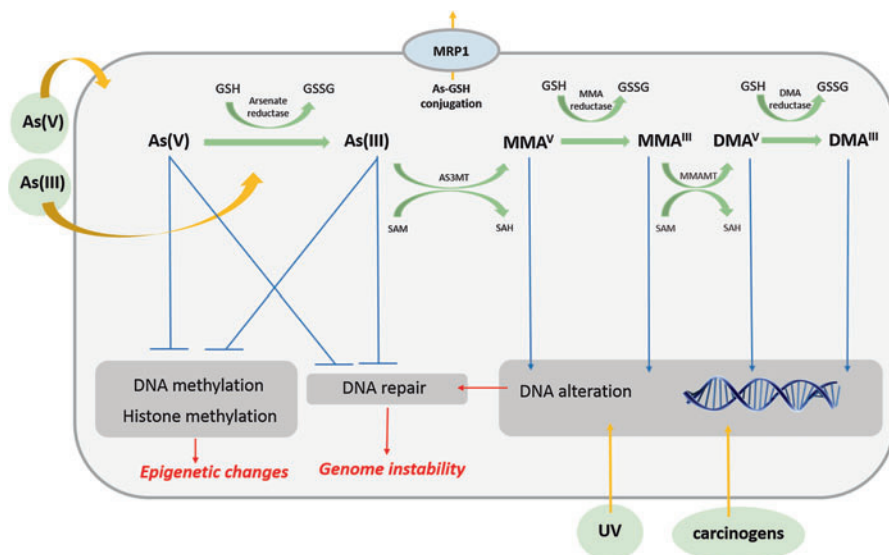 MRP1
As-GSH
conjugation
As(V)
As(III)
GSH
GSSG
Arsenate
reductase
GSH
GSSG
MMA
reductase
GSH
GSSG
DMA
reductase
As(V)
As(III)
MMAⱽ
MMAᴵᴵᴵ
DMAⱽ
DMAᴵᴵᴵ
AS3MT
SAM
SAH
MMAMT
SAM
SAH
DNA methylation
Histone methylation
DNA repair
DNA alteration
Epigenetic changes
Genome instability
UV
carcinogens